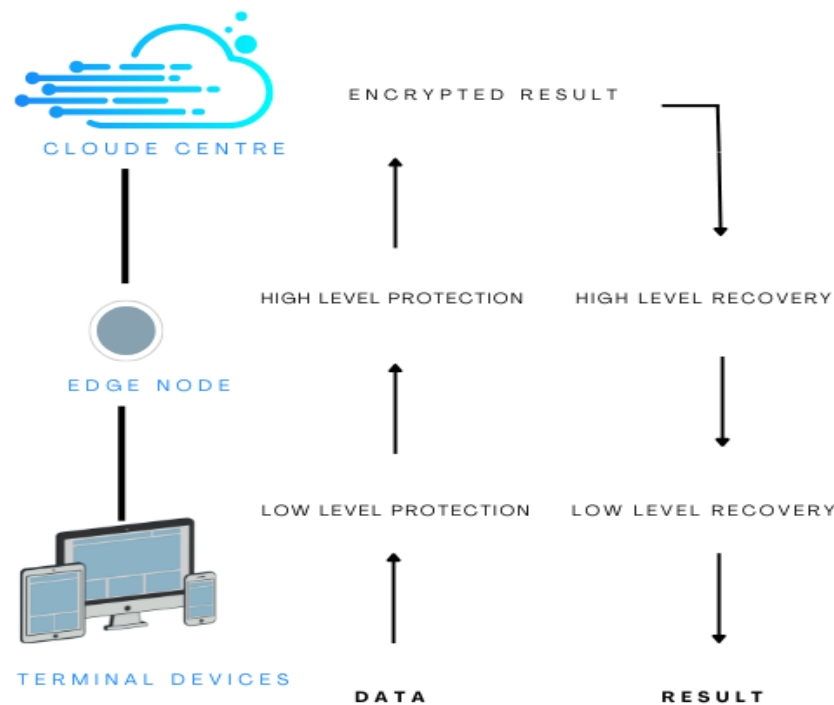 ENCRYPTED RESULT
CLOUDE CENTRE
HIGH LEVEL PROTECTION
HIGH LEVEL RECOVERY
EDGE NODE
LOW LEVEL PROTECTION
LOW LEVEL RECOVERY
TERMINAL DEVICES
DATA
RESULT